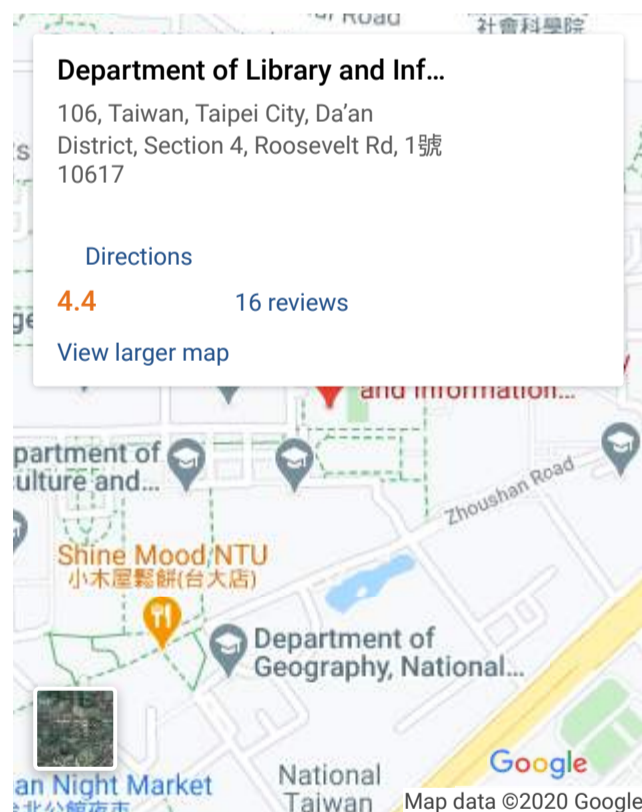 Road
社會科學院
Department of Library and Inf…
106, Taiwan, Taipei City, Da’an
District, Section 4, Roosevelt Rd, 1號
10617
Directions
4.4 16 reviews
View larger map
and Information...
partment of
ulture and...
Zhoushan Road
Shine Mood NTU
小木屋鬆餅(台大店)
Department of
Geography, National...
an Night Market
National
Taiwan
Google
Map data ©2020 Google